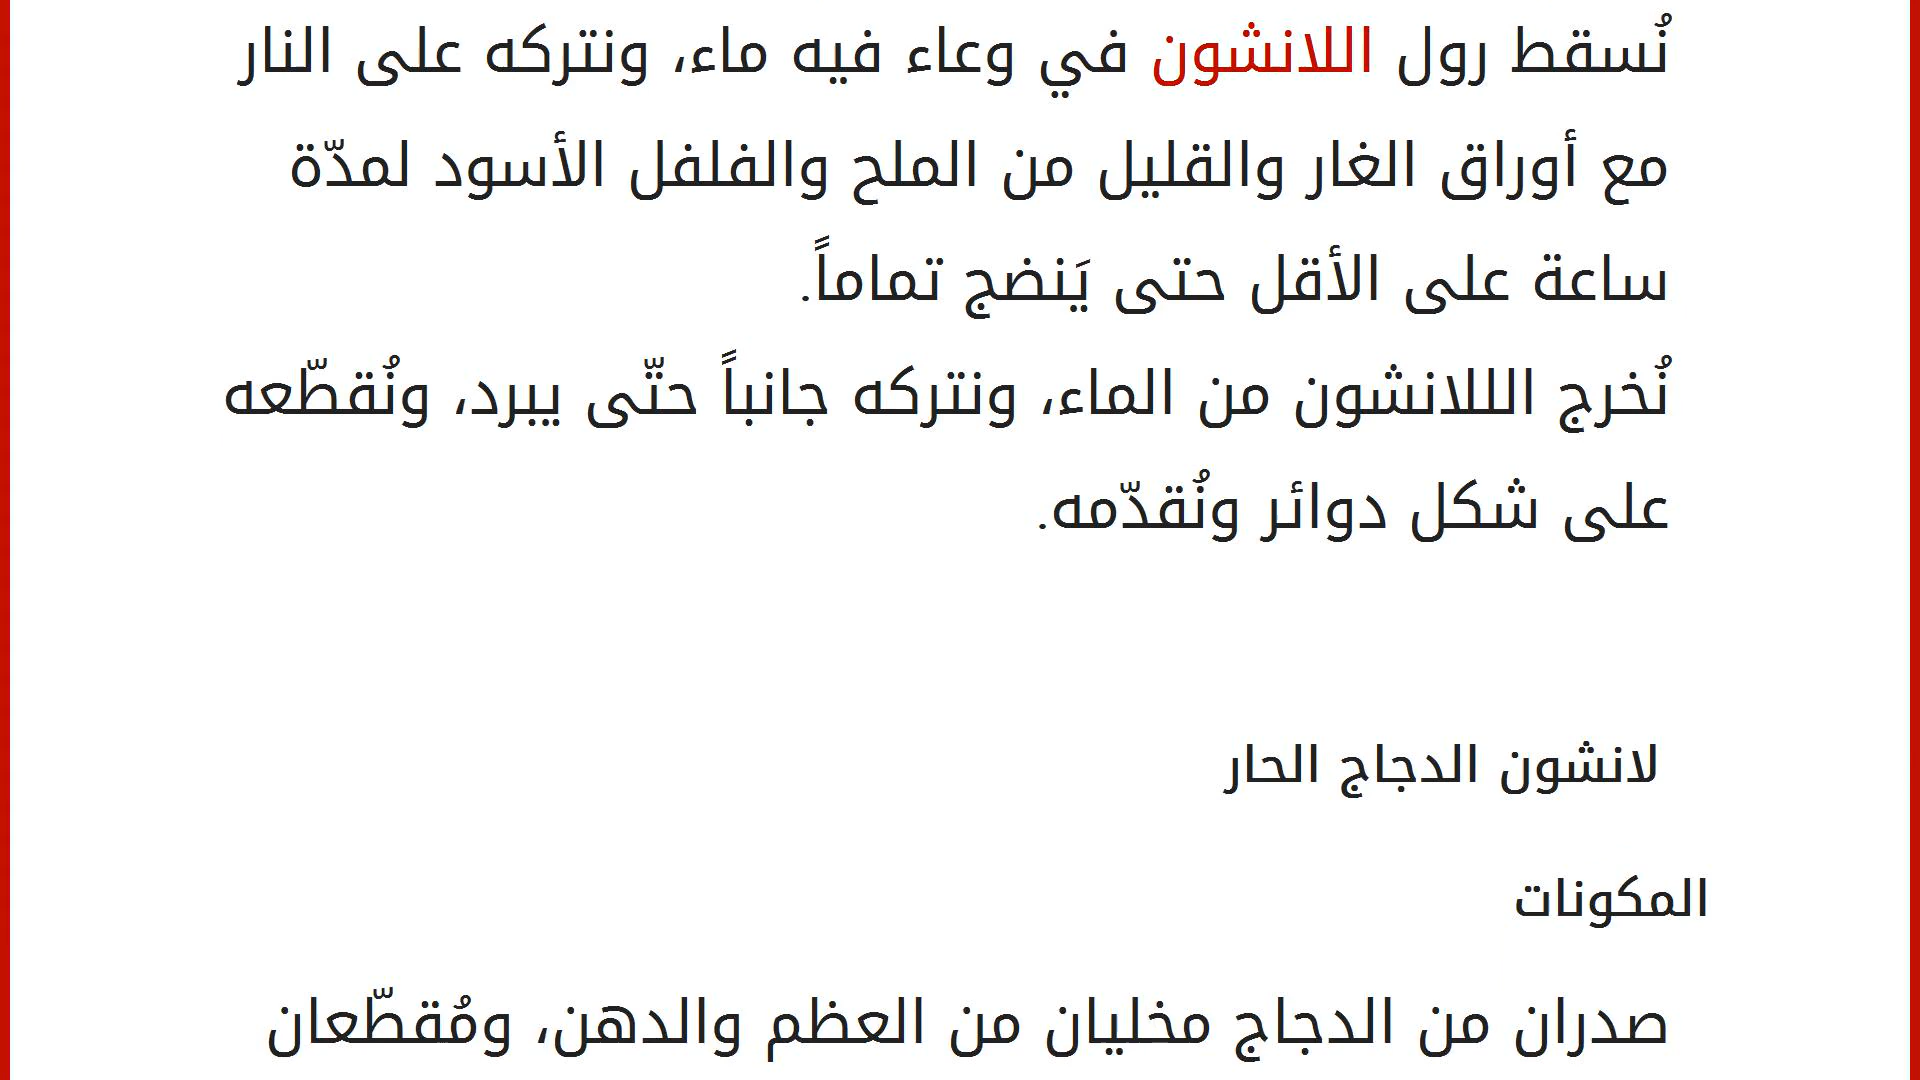 نُسقط رول اللانشون في وعاء فيه ماء، ونتركه على النار
مع أوراق الغار والقليل من الملح والفلفل الأسود لمدّة
ساعة على الأقل حتى يَنضج تماماً.
نُخرج الللانشون من الماء، ونتركه جانباً حتّى يبرد، ونُقطّعه
على شكل دوائر ونُقدّمه.
لانشون الدجاج الحار
المكونات
صدران من الدجاج مخليان من العظم والدهن، ومُقطّعان